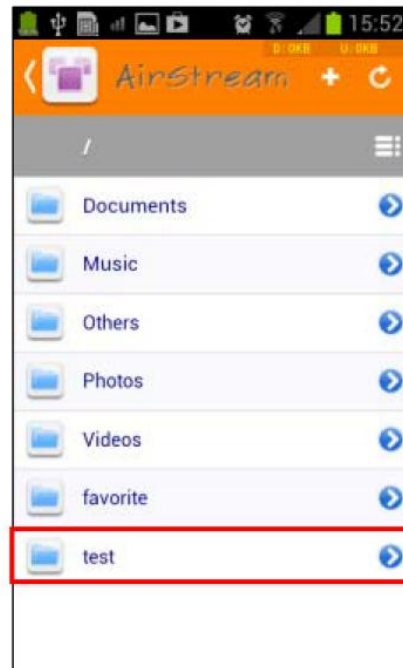 15:52
AirStream
D: 0KB U: 0KB
/
Documents
Music
Others
Photos
Videos
favorite
test